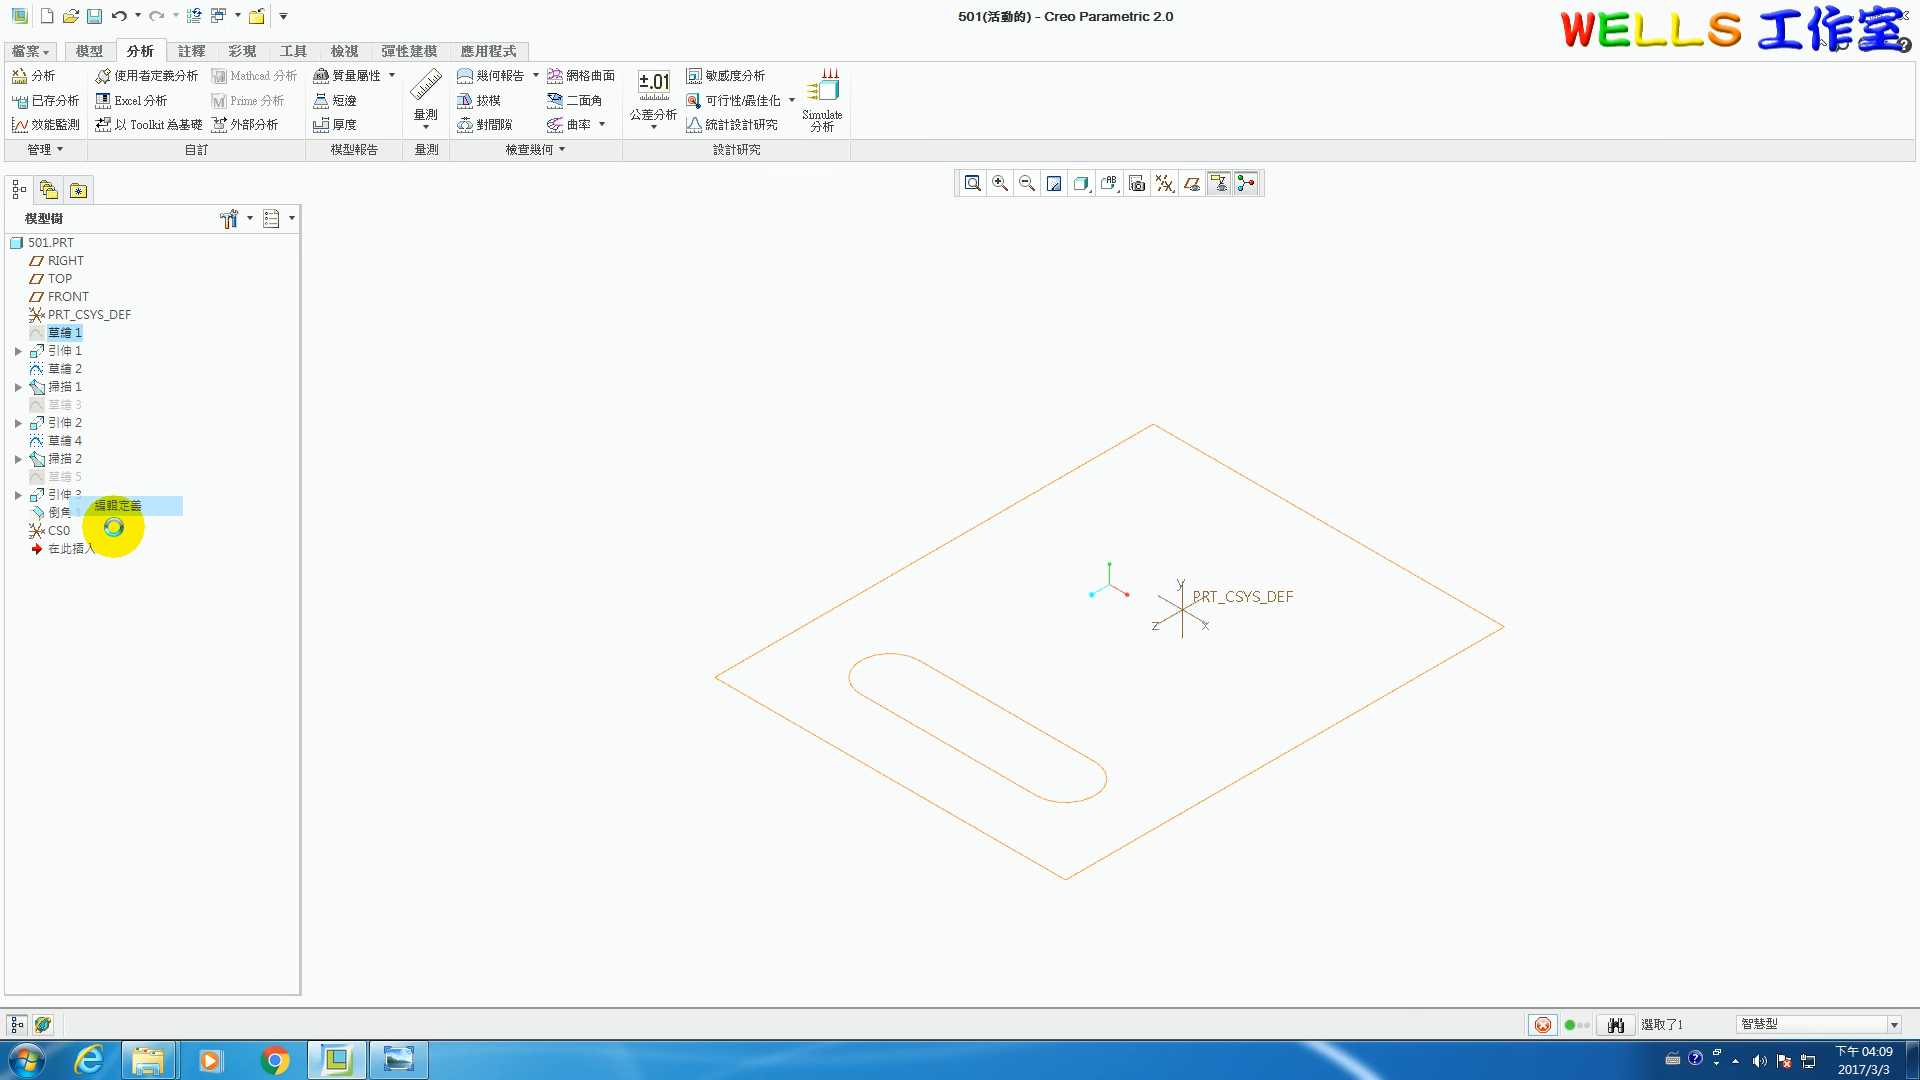 501(活動的) - Creo Parametric 2.0
WELLS 工作室
檔案 模型 分析 註釋 彩現 工具 檢視 彈性建模 應用程式
分析 使用者定義分析 Mathcad 分析 質量屬性 幾何報告 網格曲面 敏感度分析
已存分析 Excel 分析 Prime 分析 短邊 量測 拔模 二面角 公差分析 可行性/最佳化 Simulate 分析
效能監測 以 Toolkit 為基礎 外部分析 厚度 對間隙 曲率 統計設計研究
管理 自訂 模型報告 量測 檢查幾何 設計研究
模型樹
501.PRT
RIGHT
TOP
FRONT
PRT_CSYS_DEF
草繪 1
引伸 1
草繪 2
掃描 1
草繪 3
引伸 2
草繪 4
掃描 2
草繪 5
引伸 3
編輯定義
倒角 1
CS0
在此插入
y
PRT_CSYS_DEF
z x
選取了1
智慧型
下午 04:09
2017/3/3